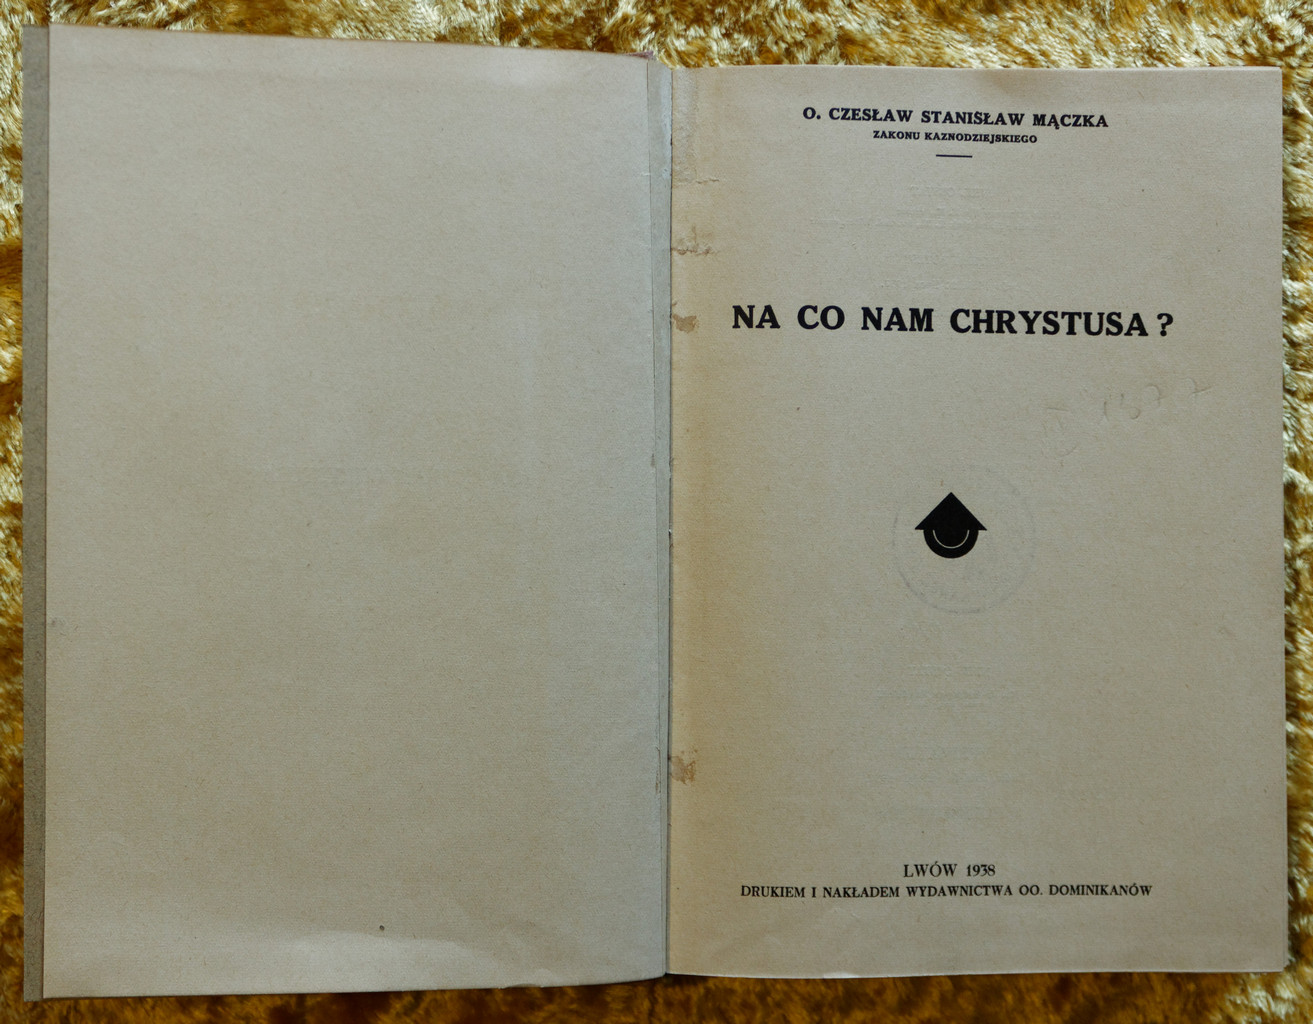 O. CZESŁAW STANISŁAW MĄCZKA
ZAKONU KAZNODZIEJSKIEGO
NA CO NAM CHRYSTUSA ?
LWÓW 1938
DRUKIEM I NAKŁADEM WYDAWNICTWA OO. DOMINIKANÓW